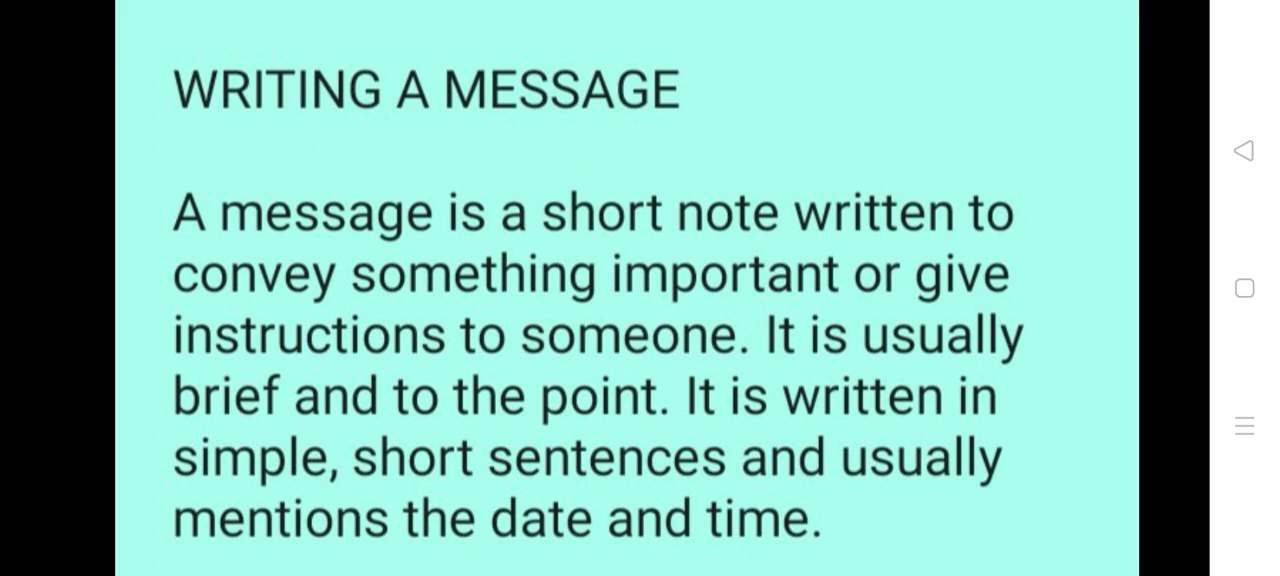 WRITING A MESSAGE
A message is a short note written to
convey something important or give
instructions to someone. It is usually
brief and to the point. It is written in
simple, short sentences and usually
mentions the date and time.